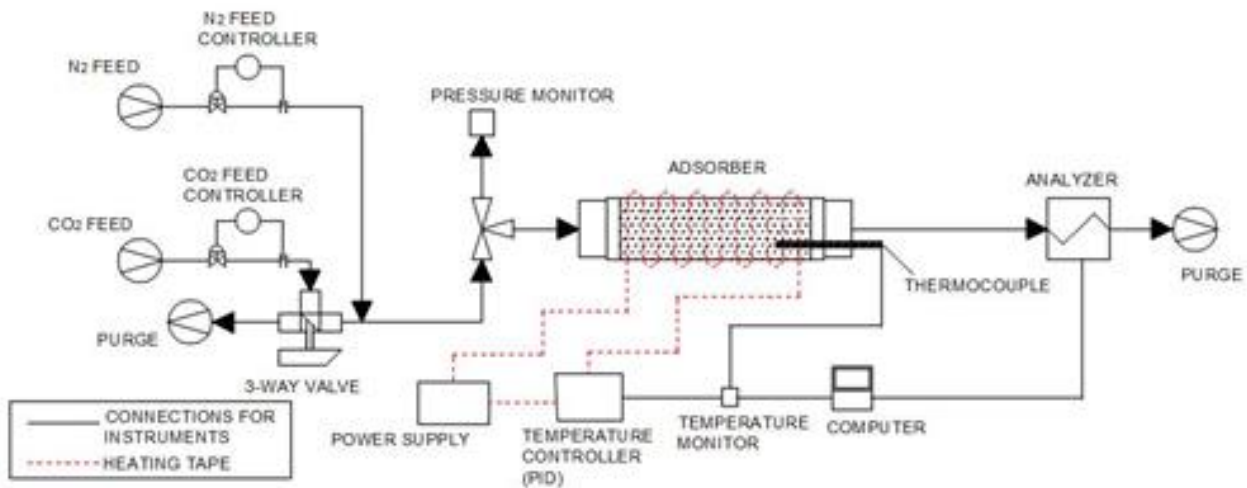 N2 FEED
CONTROLLER
N2 FEED
PRESSURE MONITOR
CO2 FEED
CONTROLLER
CO2 FEED
ADSORBER
ANALYZER
THERMOCOUPLE
PURGE
PURGE
3-WAY VALVE
POWER SUPPLY
TEMPERATURE
CONTROLLER
(PID)
TEMPERATURE
MONITOR
COMPUTER
CONNECTIONS FOR
INSTRUMENTS
HEATING TAPE